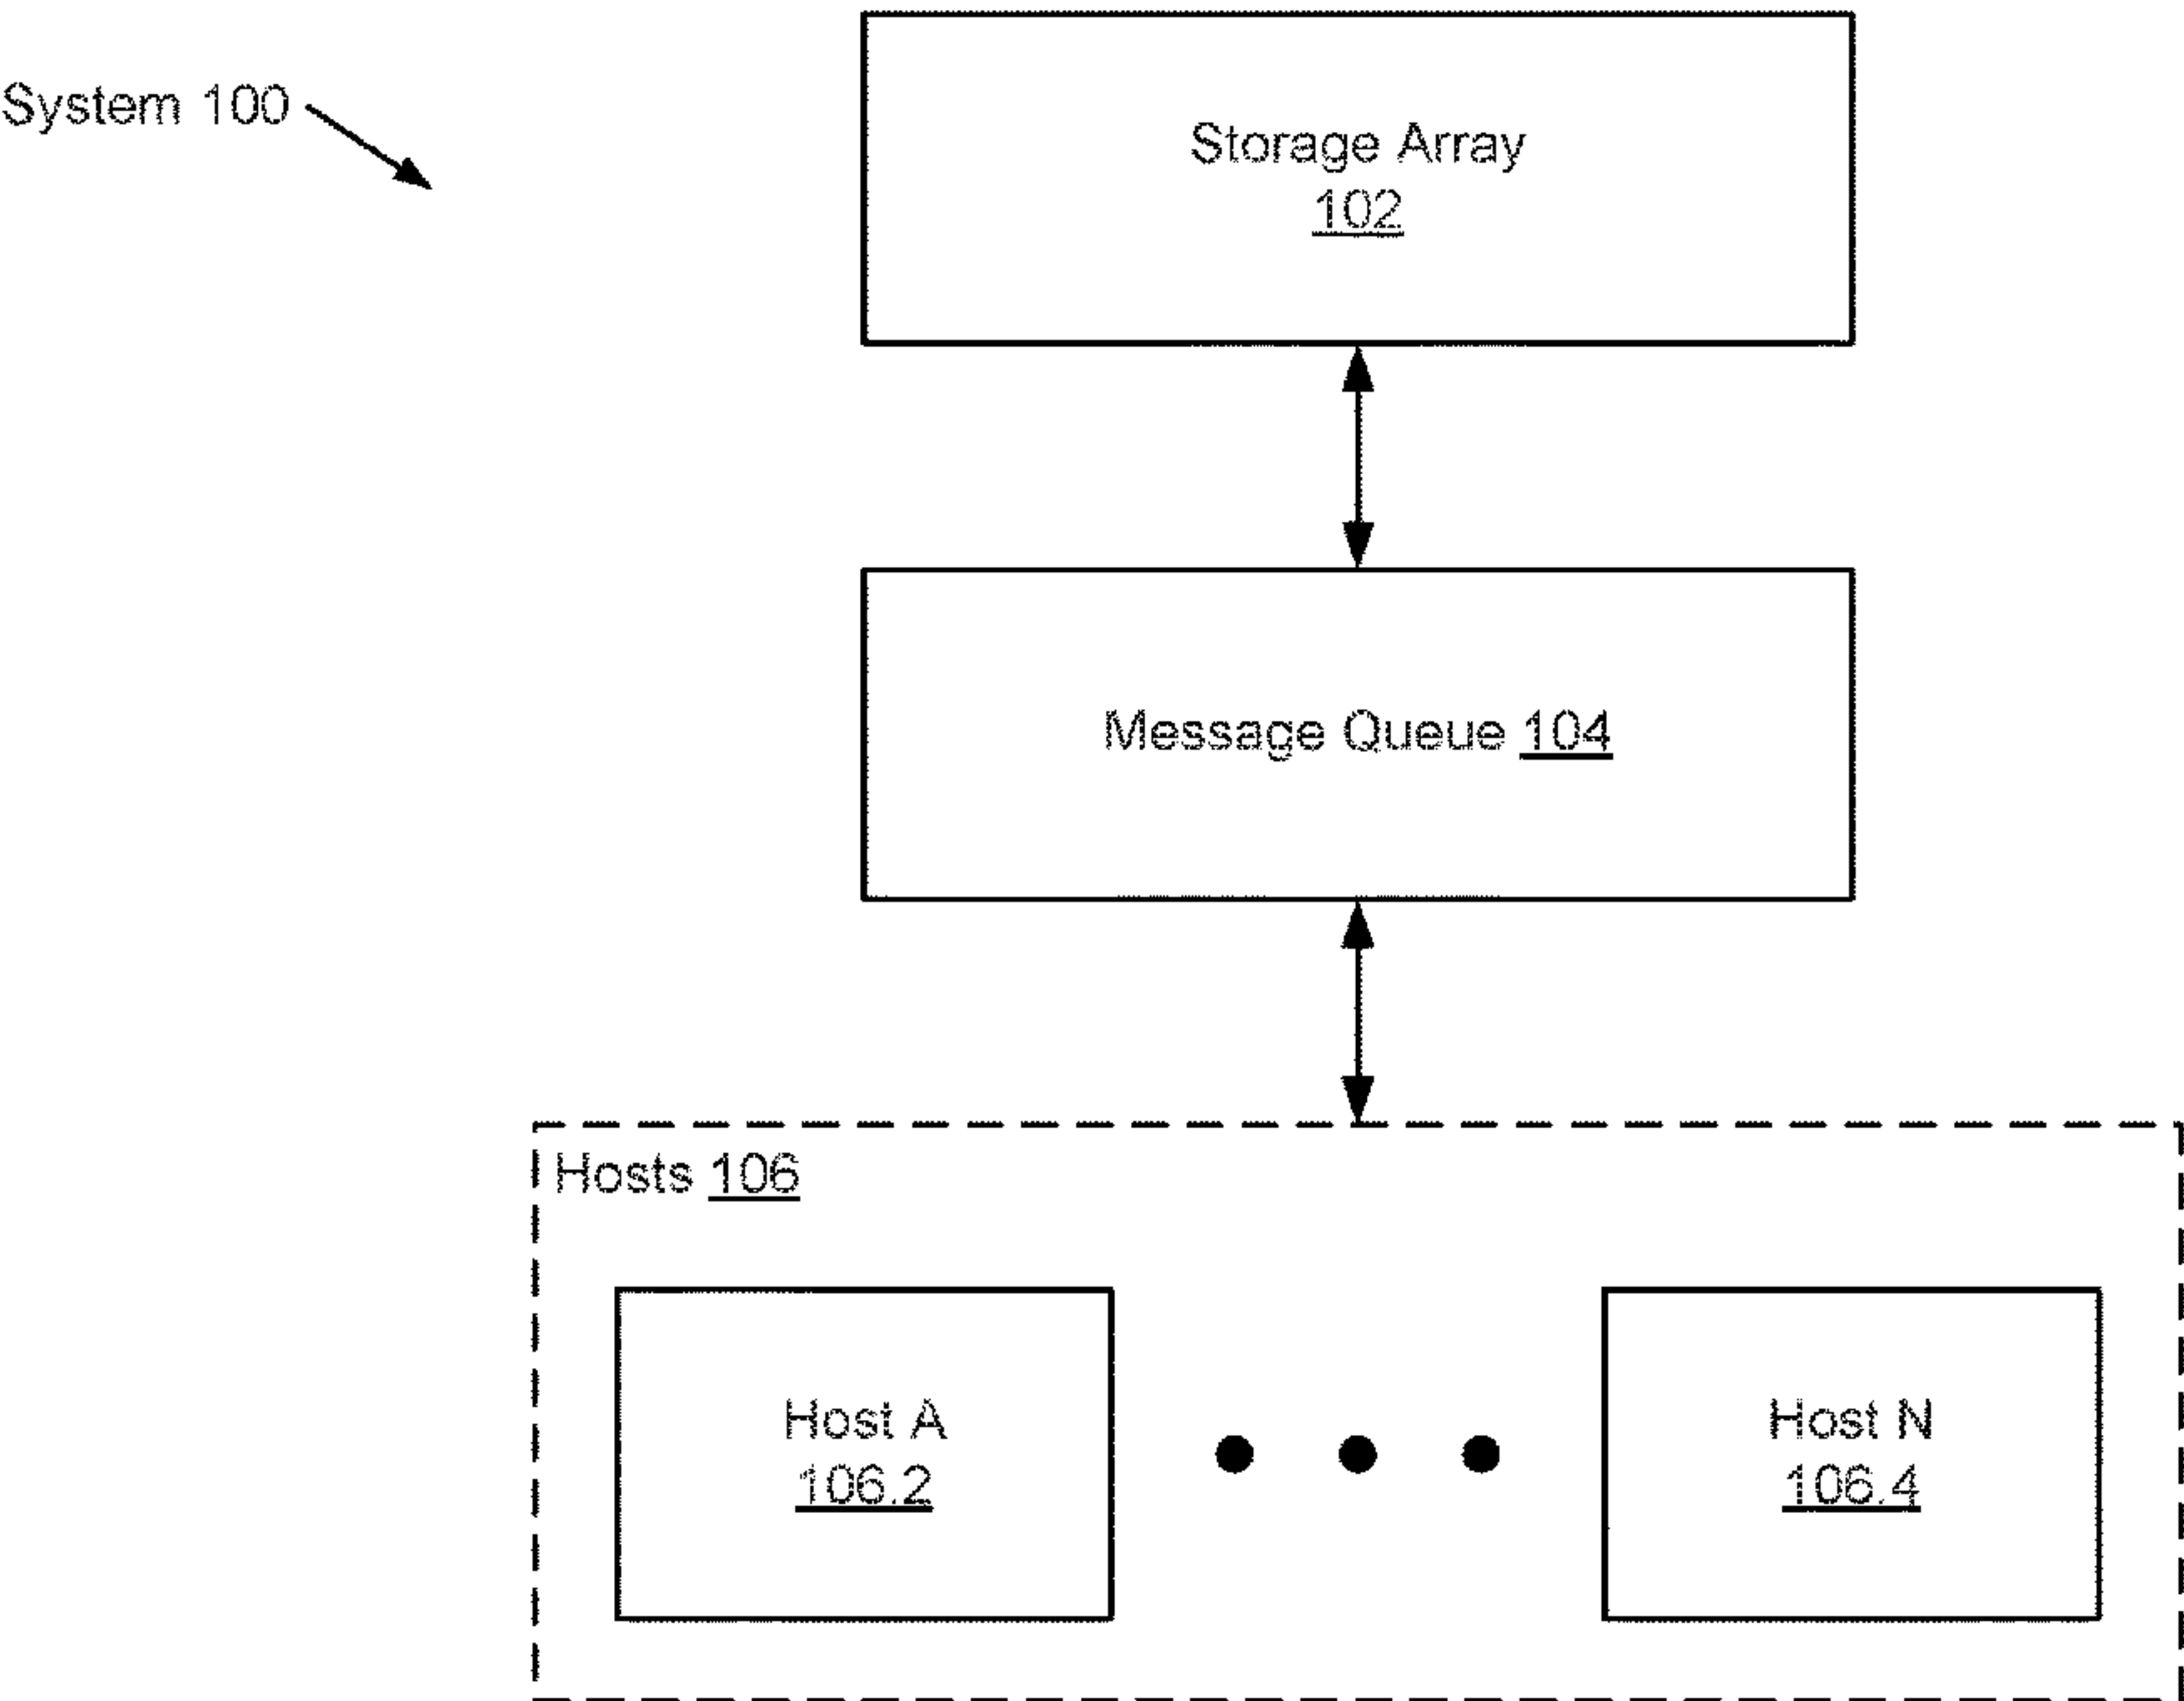 System 100
Storage Array
102
Message Queue 104
Hosts 106
Host A
106.2
Host N
106.4